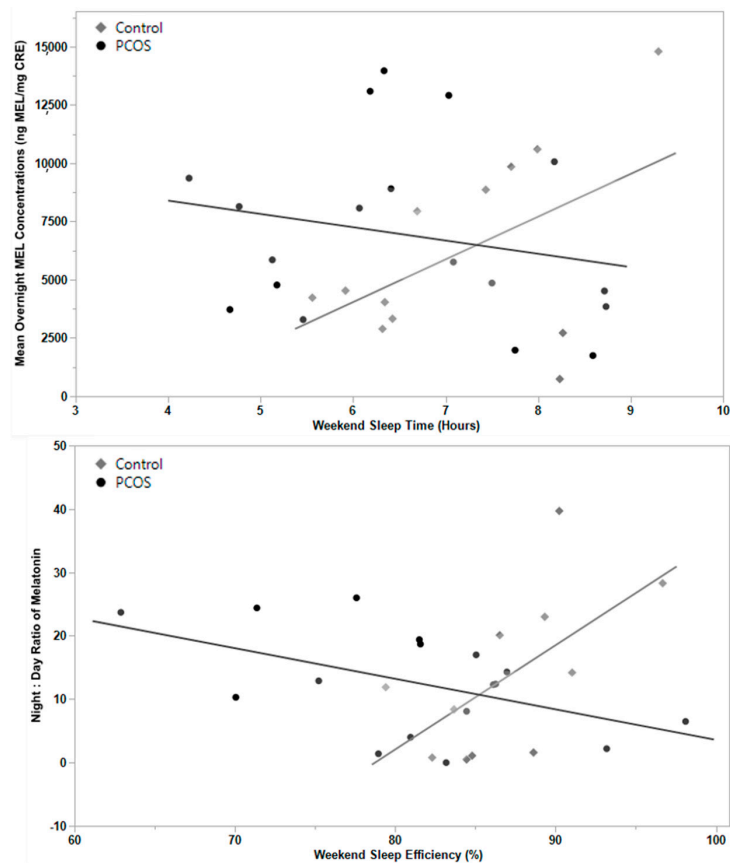 Control
PCOS
Mean Overnight MEL Concentrations (ng MEL/mg CRE)
15000
12500
10000
7500
5000
2500
0
3 4 5 6 7 8 9 10
Weekend Sleep Time (Hours)
Control
PCOS
Night : Day Ratio of Melatonin
50
40
30
20
10
0
-10
60 70 80 90 100
Weekend Sleep Efficiency (%)